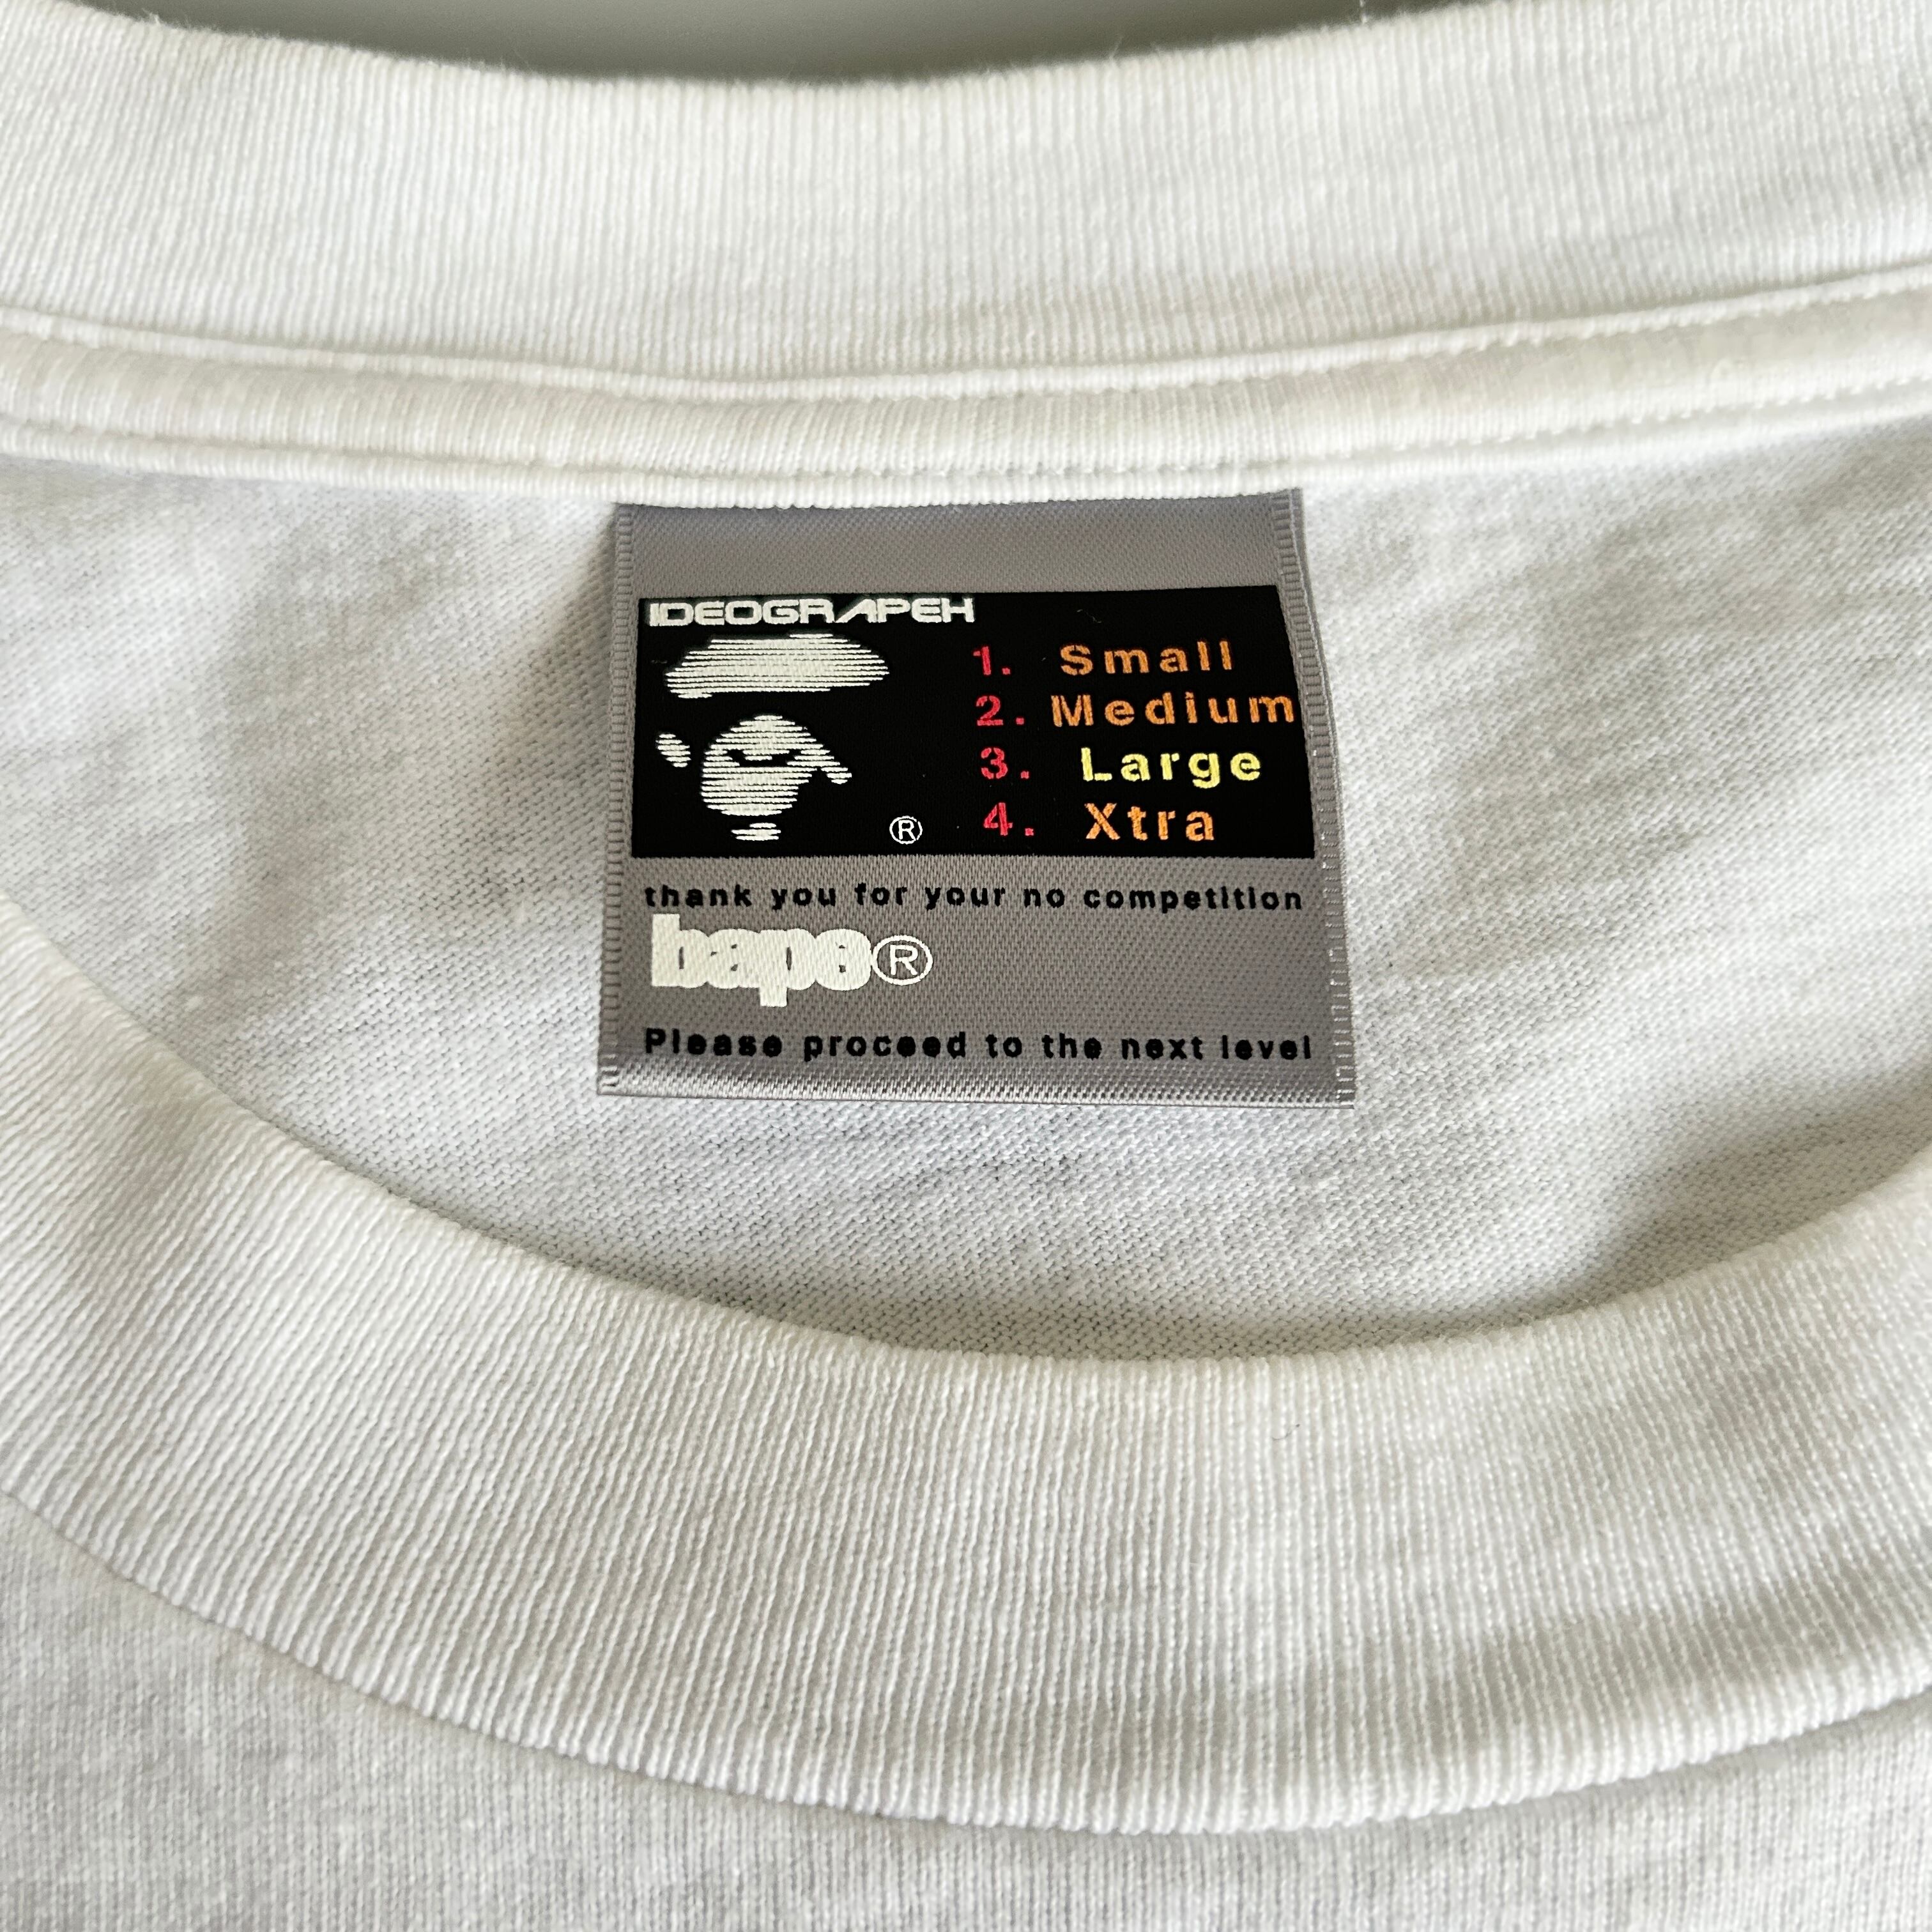 IDEOGRAPEH
1. Small
2. Medium
3. Large
4. Xtra
®
thank you for your no competition
bape®
Please proceed to the next level